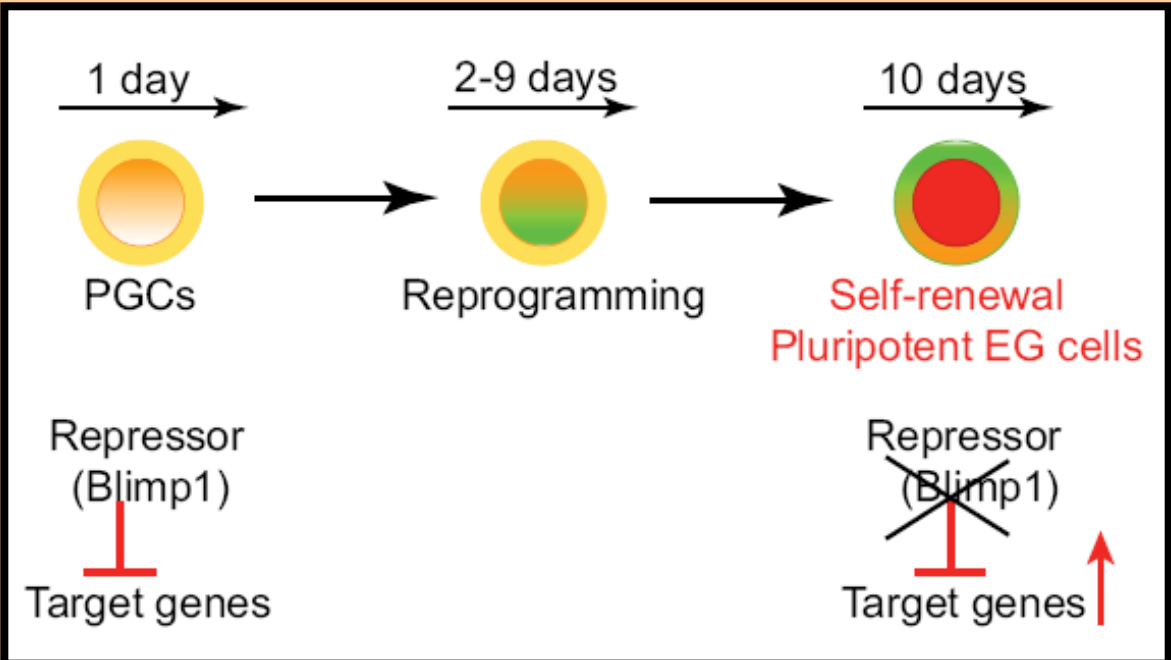 1 day
2-9 days
10 days
PGCs
Reprogramming
Self-renewal
Pluripotent EG cells
Repressor
(Blimp1)
Target genes
Repressor
(Blimp1)
Target genes